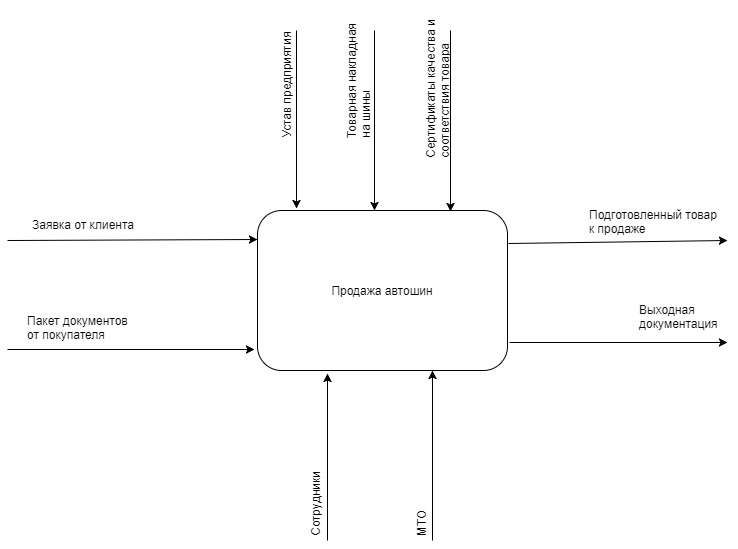 Устав предприятия
Товарная накладная
на шины
Сертификаты качества и
соответствия товара
Заявка от клиента
Подготовленный товар
к продаже
Продажа автошин
Пакет документов
от покупателя
Выходная
документация
Сотрудники
МТО